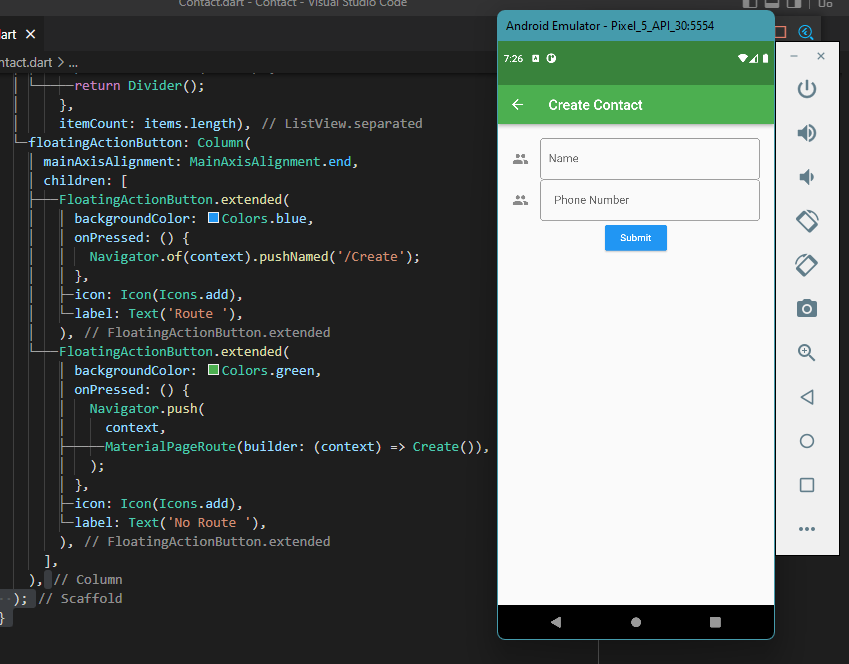 Contact.dart - Contact - Visual Studio Code
art
ntact.dart > ...
return Divider();
},
itemCount: items.length), // ListView.separated
floatingActionButton: Column(
mainAxisAlignment: MainAxisAlignment.end,
children: [
FloatingActionButton.extended(
backgroundColor: Colors.blue,
onPressed: () {
Navigator.of(context).pushNamed('/Create');
},
icon: Icon(Icons.add),
label: Text('Route '),
), // FloatingActionButton.extended
FloatingActionButton.extended(
backgroundColor: Colors.green,
onPressed: () {
Navigator.push(
context,
MaterialPageRoute(builder: (context) => Create()),
);
},
icon: Icon(Icons.add),
label: Text('No Route '),
), // FloatingActionButton.extended
],
), // Column
); // Scaffold
}
Android Emulator - Pixel_5_API_30:5554
7:26
Create Contact
Name
Phone Number
Submit